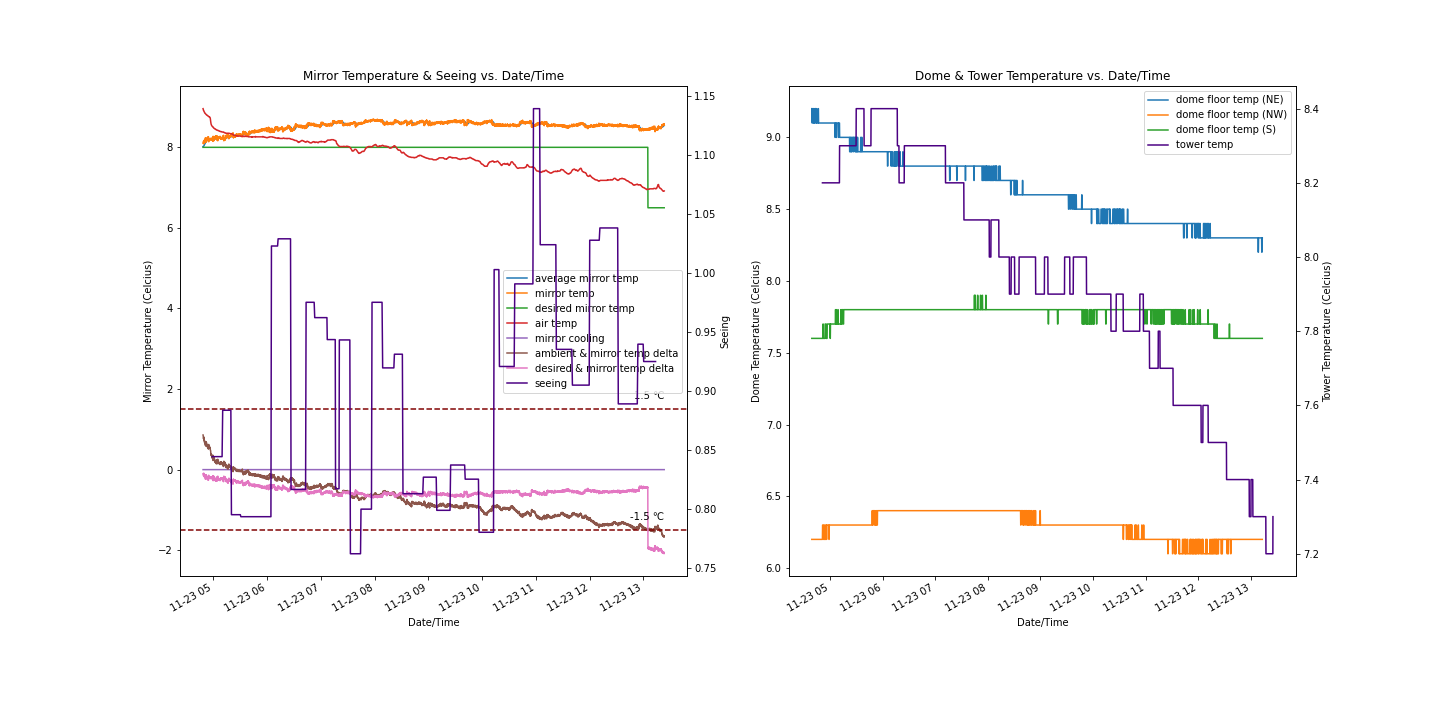 Mirror Temperature & Seeing vs. Date/Time
Mirror Temperature (Celcius)
8
6
4
2
0
−2
1.15
1.10
1.05
1.00
0.95
0.90
0.85
0.80
0.75
Seeing
average mirror temp
mirror temp
desired mirror temp
air temp
mirror cooling
ambient & mirror temp delta
desired & mirror temp delta
seeing
1.5 °C
-1.5 °C
11-23 05
11-23 06
11-23 07
11-23 08
11-23 09
11-23 10
11-23 11
11-23 12
11-23 13
Date/Time
Dome & Tower Temperature vs. Date/Time
Dome Temperature (Celcius)
9.0
8.5
8.0
7.5
7.0
6.5
6.0
dome floor temp (NE)
dome floor temp (NW)
dome floor temp (S)
tower temp
8.4
8.2
8.0
7.8
7.6
7.4
7.2
Tower Temperature (Celcius)
11-23 05
11-23 06
11-23 07
11-23 08
11-23 09
11-23 10
11-23 11
11-23 12
11-23 13
Date/Time